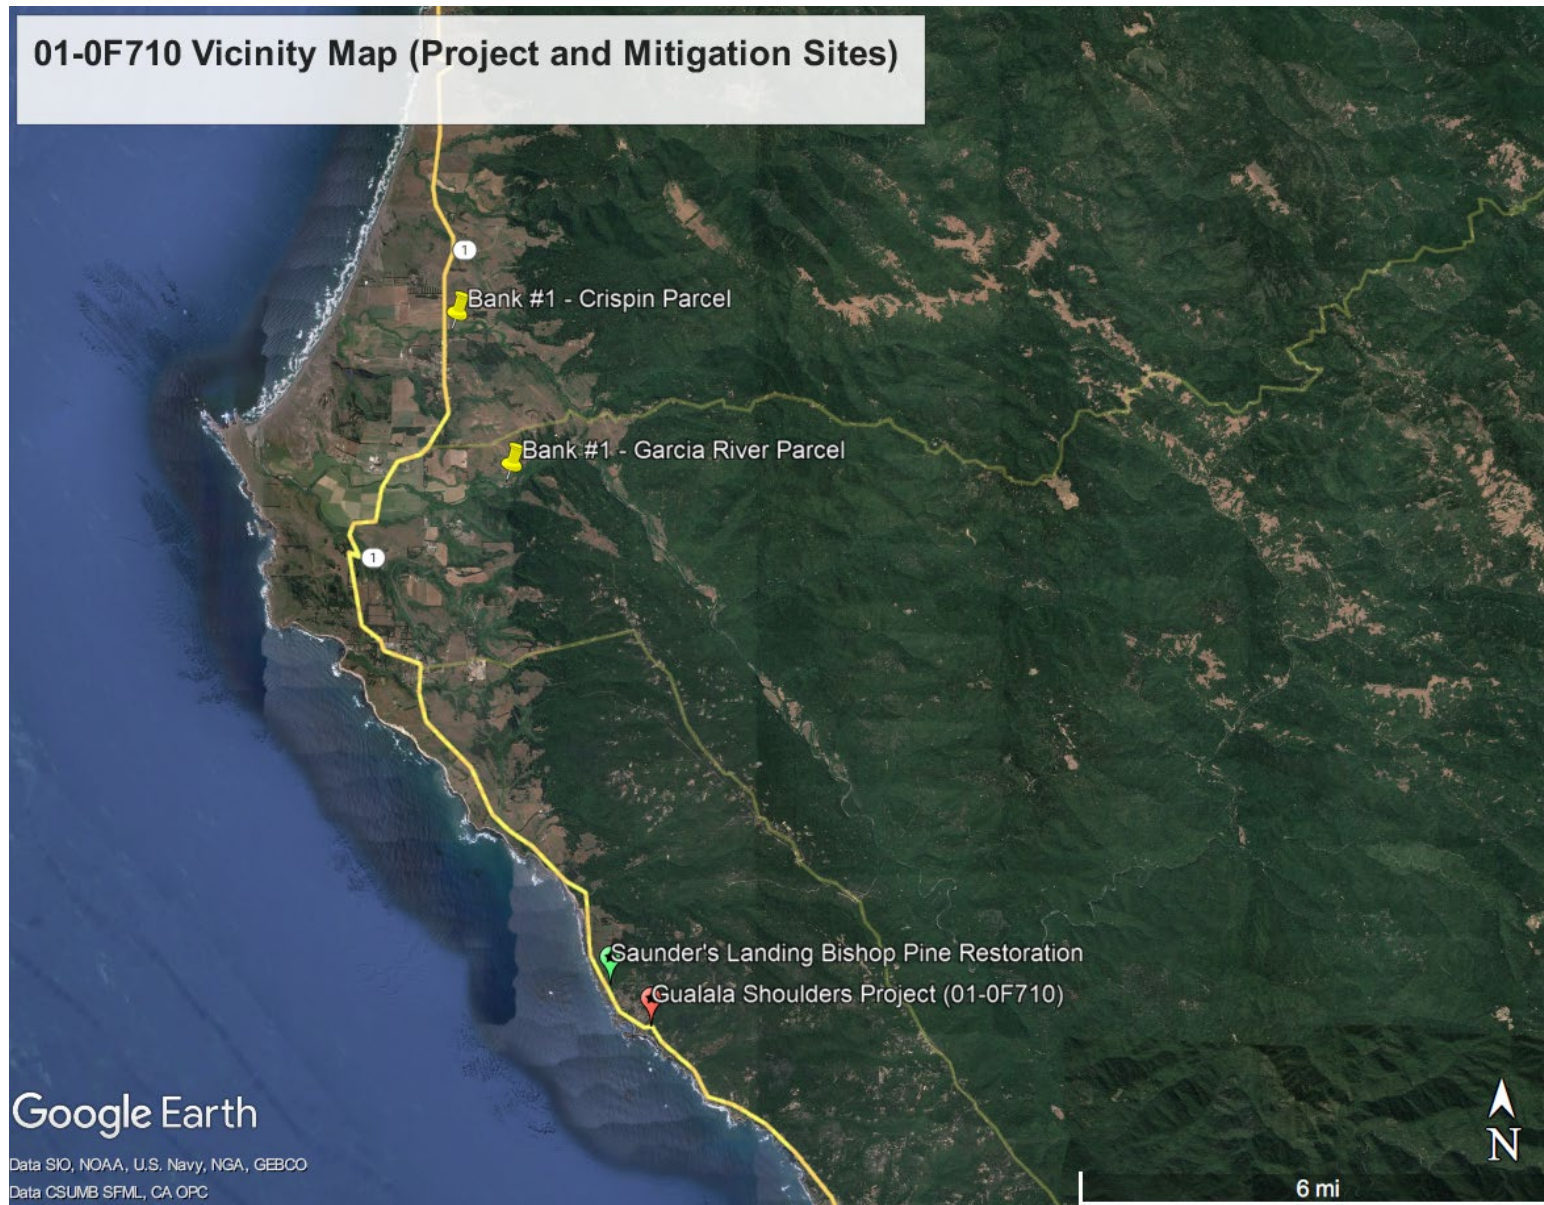 01-0F710 Vicinity Map (Project and Mitigation Sites)
1
Bank #1 - Crispin Parcel
Bank #1 - Garcia River Parcel
1
Saunder's Landing Bishop Pine Restoration
Gualala Shoulders Project (01-0F710)
Google Earth
N
Data SIO, NOAA, U.S. Navy, NGA, GEBCO
Data CSUMB SFML, CA OPC
6 mi